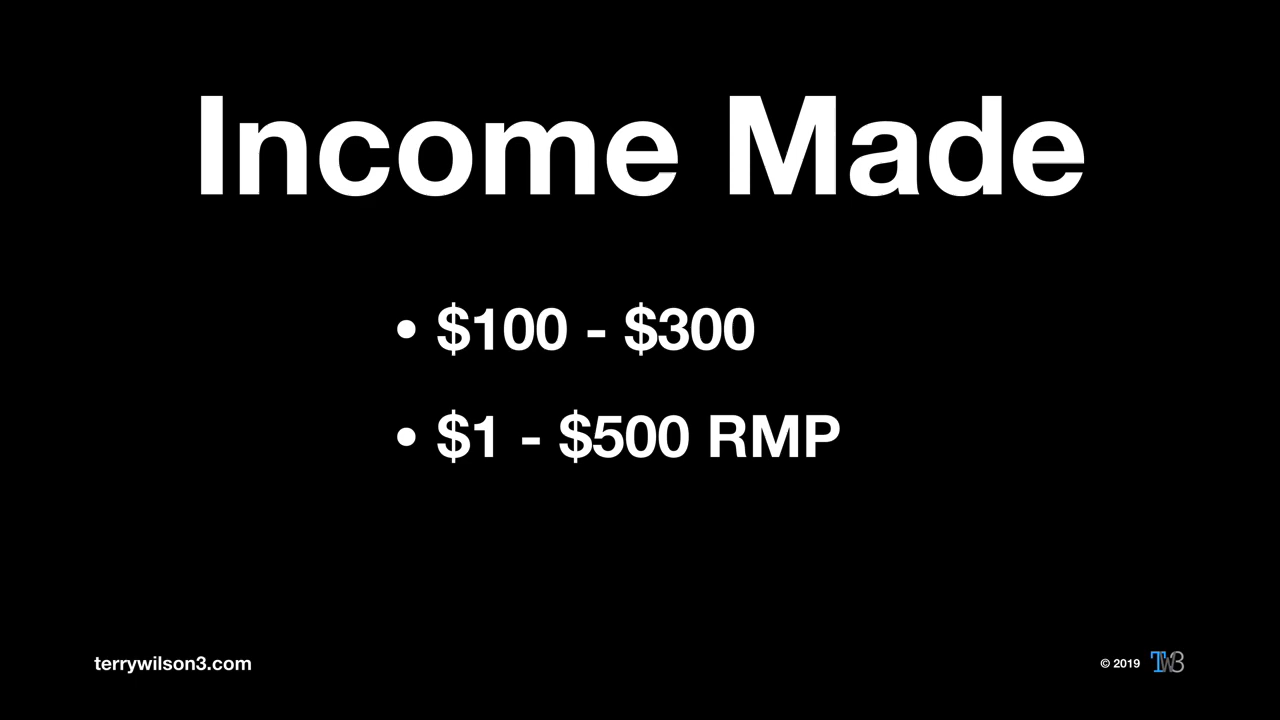 Income Made
• $100 - $300
• $1 - $500 RMP
terrywilson3.com
© 2019 TW3